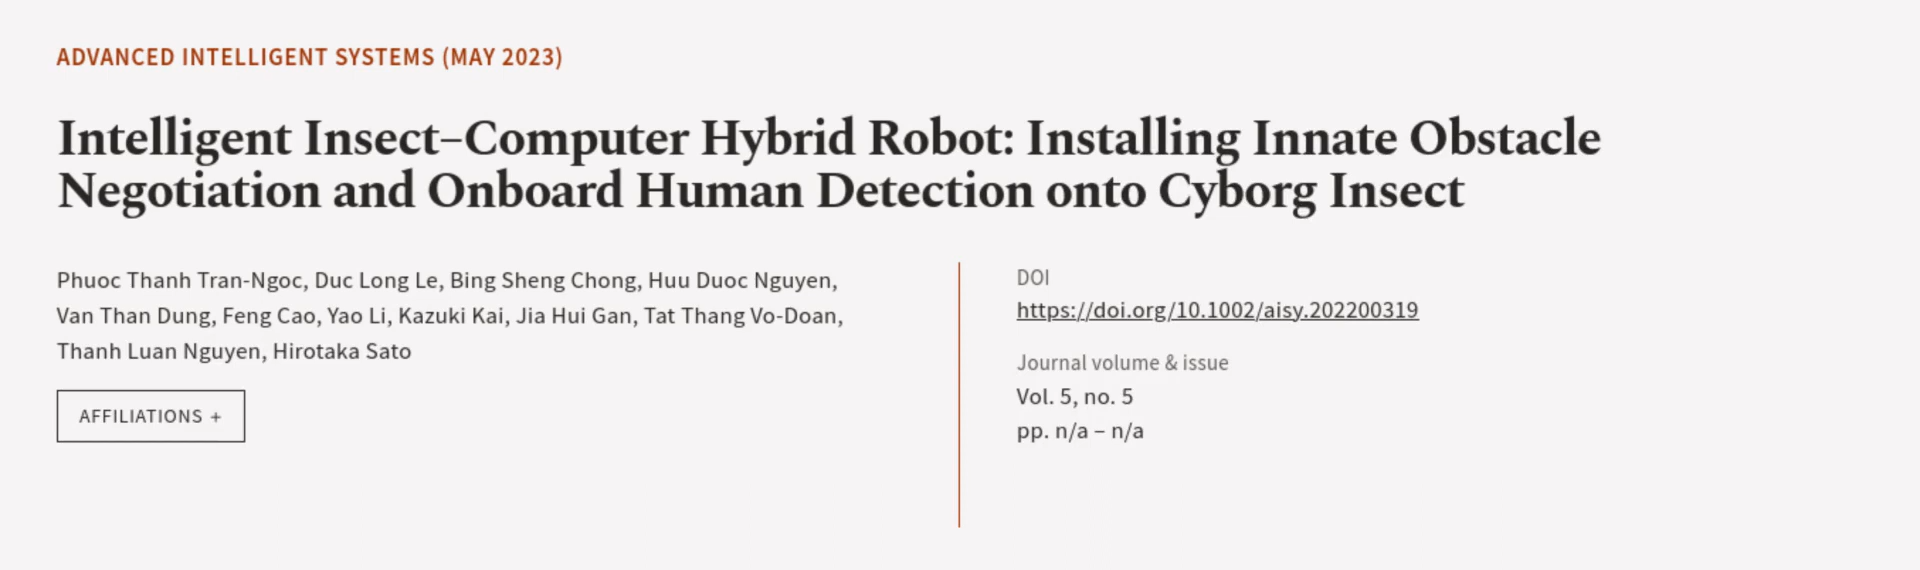 ADVANCED INTELLIGENT SYSTEMS (MAY 2023)
Intelligent Insect–Computer Hybrid Robot: Installing Innate Obstacle
Negotiation and Onboard Human Detection onto Cyborg Insect
Phuoc Thanh Tran-Ngoc, Duc Long Le, Bing Sheng Chong, Huu Duoc Nguyen,
Van Than Dung, Feng Cao, Yao Li, Kazuki Kai, Jia Hui Gan, Tat Thang Vo-Doan,
Thanh Luan Nguyen, Hirotaka Sato
AFFILIATIONS +
DOI
https://doi.org/10.1002/aisy.202200319
Journal volume & issue
Vol. 5, no. 5
pp. n/a – n/a